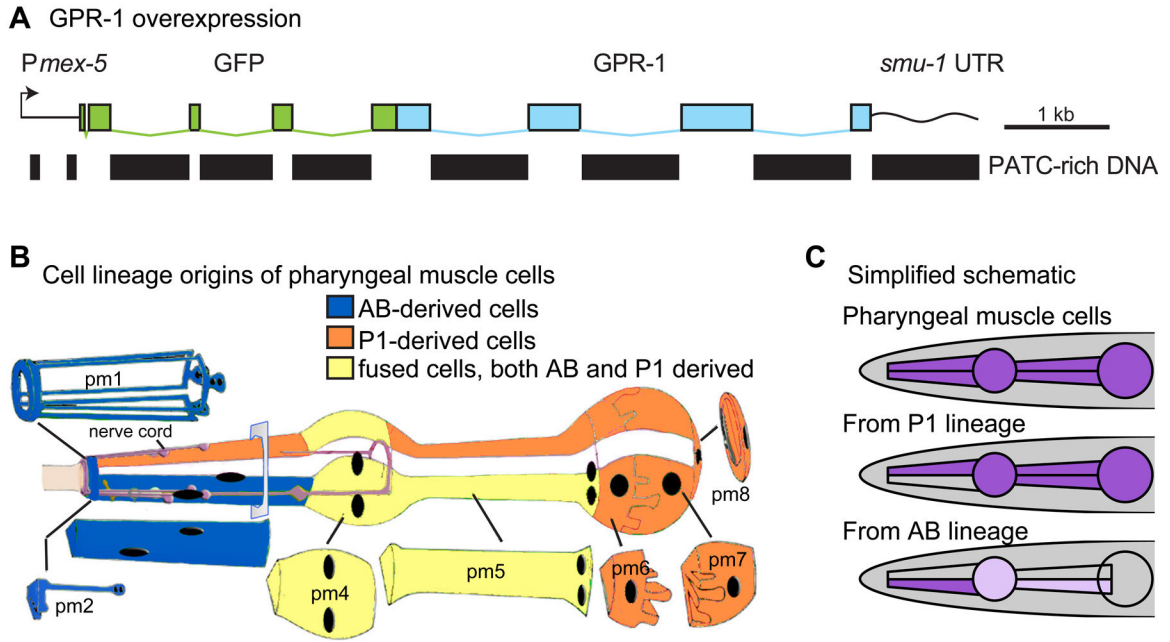 A GPR-1 overexpression
Pmex-5 GFP GPR-1 smu-1 UTR
1 kb
PATC-rich DNA
B Cell lineage origins of pharyngeal muscle cells
AB-derived cells
P1-derived cells
fused cells, both AB and P1 derived
pm1
nerve cord
pm2
pm4
pm5
pm6
pm7
pm8
C Simplified schematic
Pharyngeal muscle cells
From P1 lineage
From AB lineage